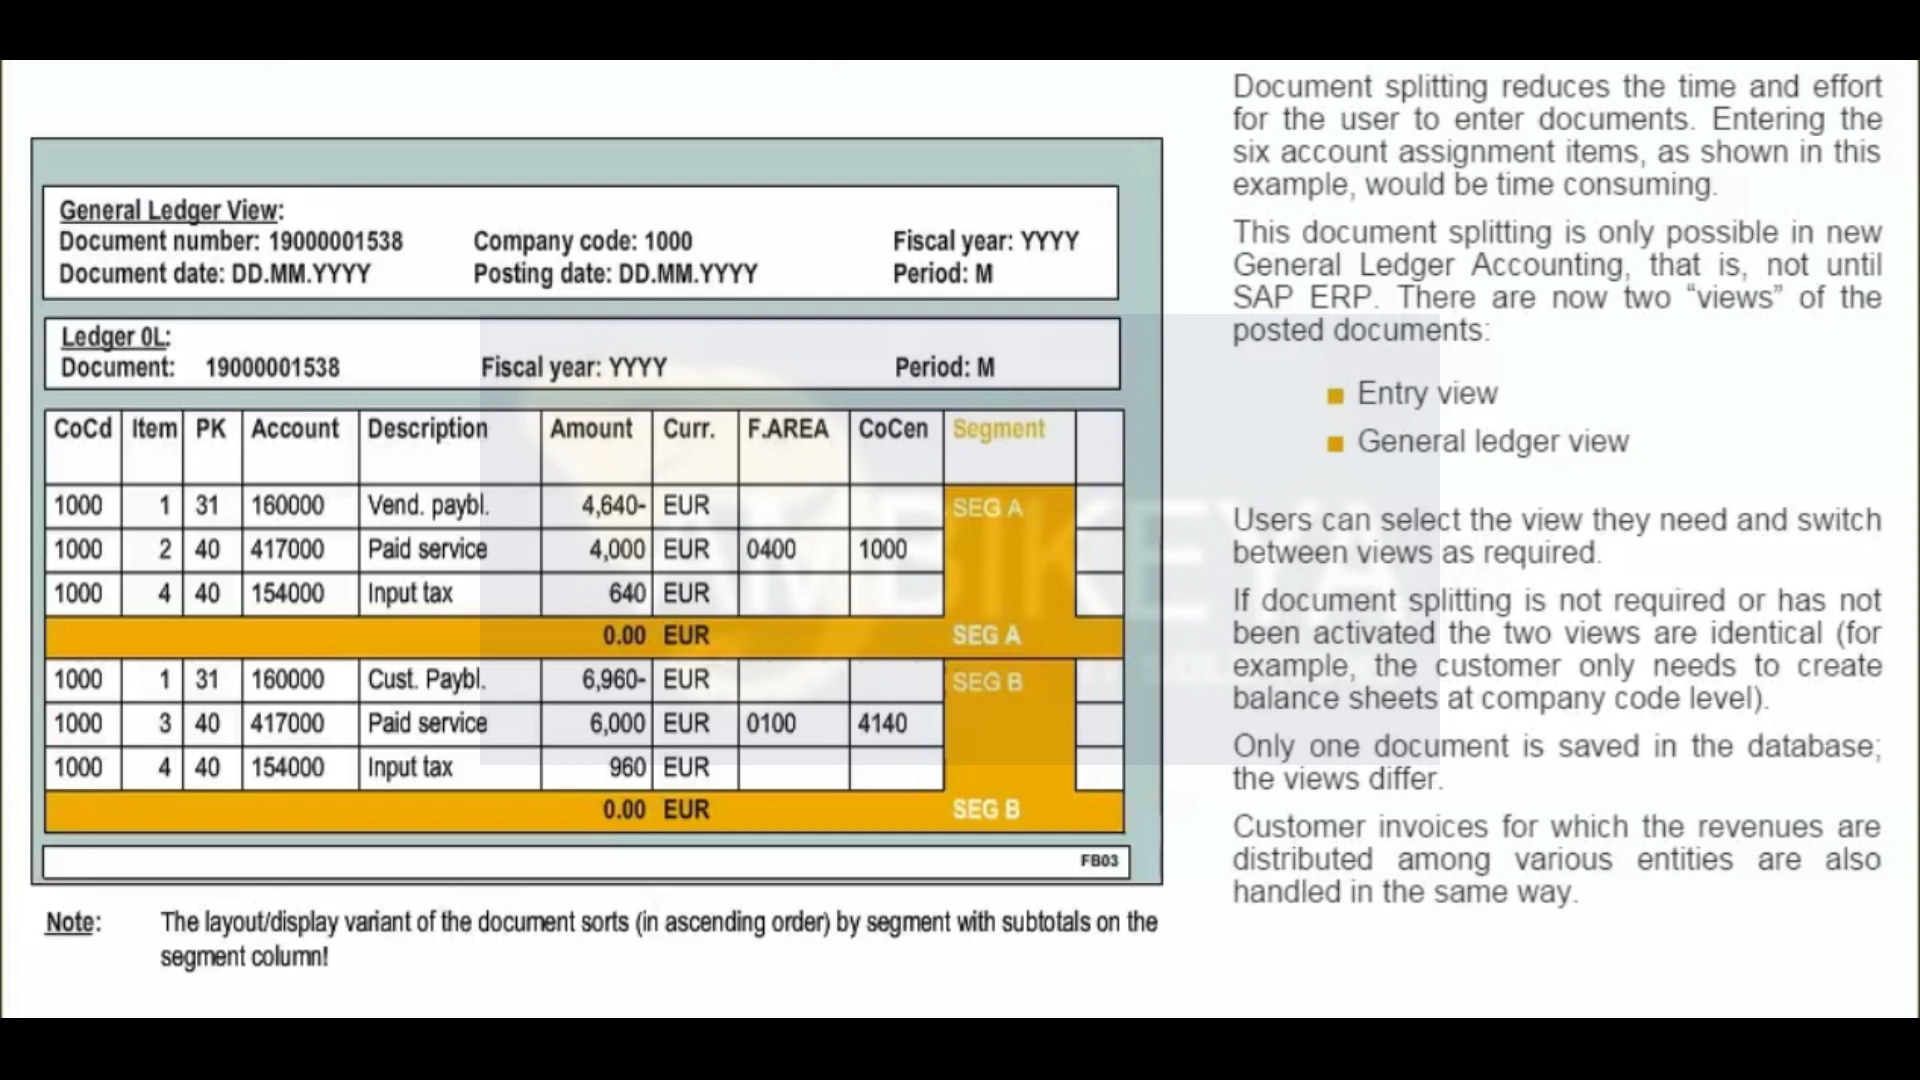 General Ledger View:
Document number: 19000001538 Company code: 1000 Fiscal year: YYYY
Document date: DD.MM.YYYY Posting date: DD.MM.YYYY Period: M
Ledger 0L:
Document: 19000001538 Fiscal year: YYYY Period: M
CoCd Item PK Account Description Amount Curr. F.AREA CoCen Segment
1000 1 31 160000 Vend. paybl. 4,640- EUR SEG A
1000 2 40 417000 Paid service 4,000 EUR 0400 1000
1000 4 40 154000 Input tax 640 EUR
0.00 EUR SEG A
1000 1 31 160000 Cust. Paybl. 6,960- EUR SEG B
1000 3 40 417000 Paid service 6,000 EUR 0100 4140
1000 4 40 154000 Input tax 960 EUR
0.00 EUR SEG B
FB03
Note: The layout/display variant of the document sorts (in ascending order) by segment with subtotals on the
segment column!
Document splitting reduces the time and effort
for the user to enter documents. Entering the
six account assignment items, as shown in this
example, would be time consuming.
This document splitting is only possible in new
General Ledger Accounting, that is, not until
SAP ERP. There are now two “views” of the
posted documents:
■ Entry view
■ General ledger view
Users can select the view they need and switch
between views as required.
If document splitting is not required or has not
been activated the two views are identical (for
example, the customer only needs to create
balance sheets at company code level).
Only one document is saved in the database;
the views differ.
Customer invoices for which the revenues are
distributed among various entities are also
handled in the same way.